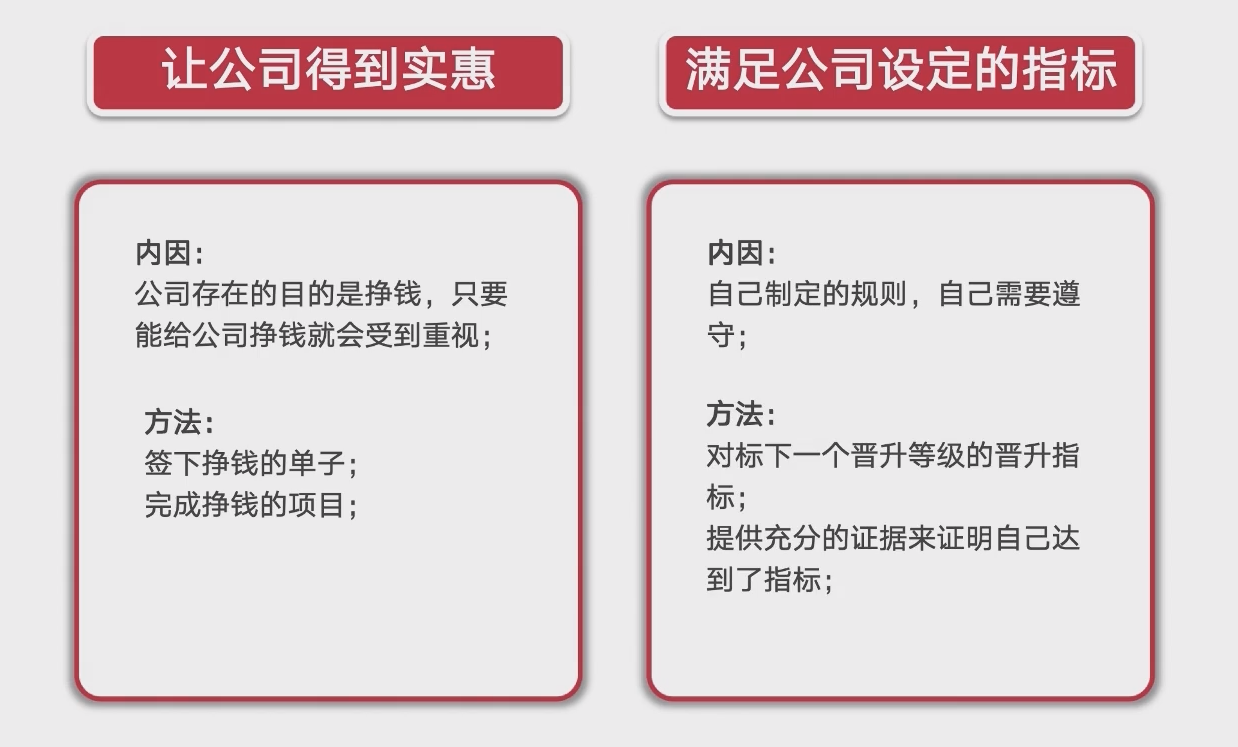 让公司得到实惠
内因：
公司存在的目的是挣钱，只要
能给公司挣钱就会受到重视；
方法：
签下挣钱的单子；
完成挣钱的项目；
满足公司设定的指标
内因：
自己制定的规则，自己需要遵
守；
方法：
对标下一个晋升等级的晋升指
标；
提供充分的证据来证明自己达
到了指标；